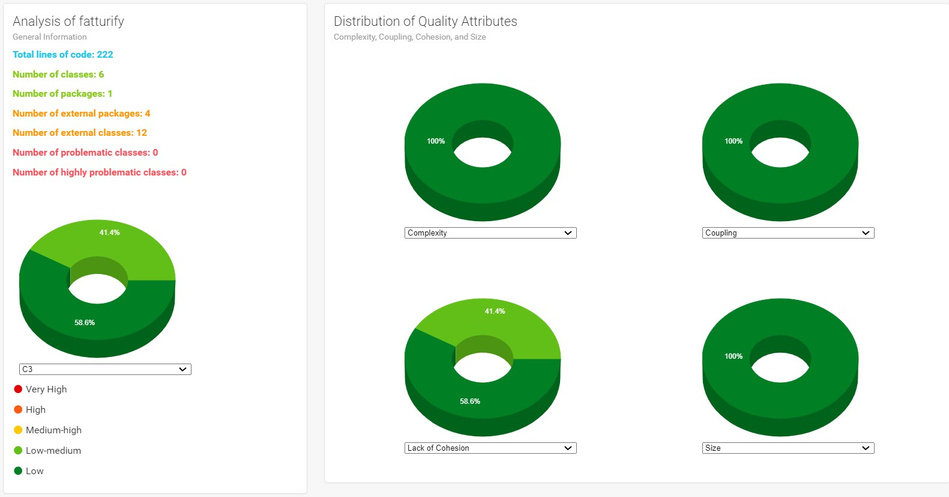 Analysis of fatturify
General Information
Total lines of code: 222
Number of classes: 6
Number of packages: 1
Number of external packages: 4
Number of external classes: 12
Number of problematic classes: 0
Number of highly problematic classes: 0
41.4%
58.6%
C3
Very High
High
Medium-high
Low-medium
Low
Distribution of Quality Attributes
Complexity, Coupling, Cohesion, and Size
100%
Complexity
100%
Coupling
41.4%
58.6%
Lack of Cohesion
100%
Size